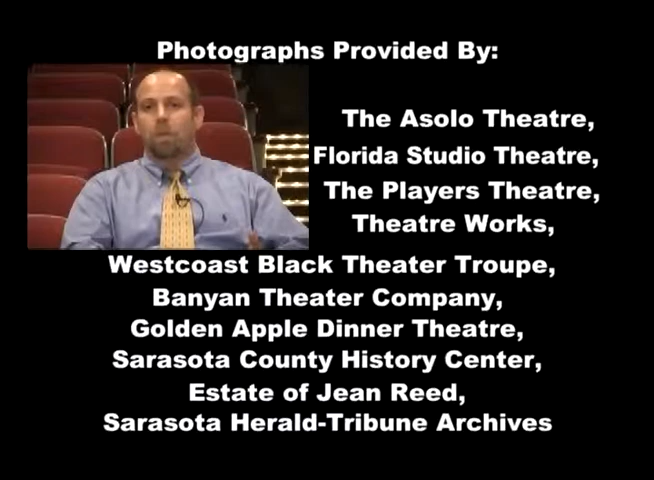 Photographs Provided By:
The Asolo Theatre,
Florida Studio Theatre,
The Players Theatre,
Theatre Works,
Westcoast Black Theater Troupe,
Banyan Theater Company,
Golden Apple Dinner Theatre,
Sarasota County History Center,
Estate of Jean Reed,
Sarasota Herald-Tribune Archives